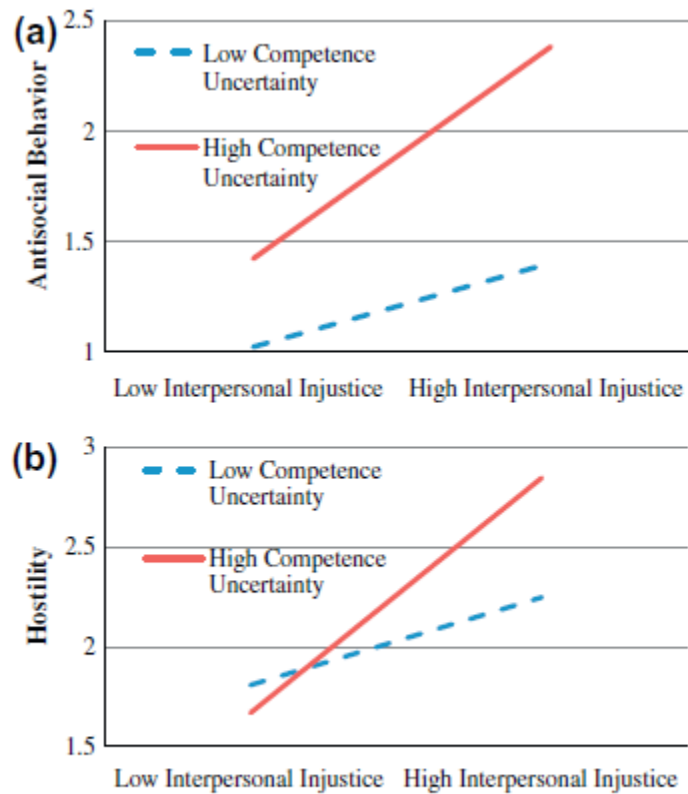 (a)
2.5
Low Competence
Uncertainty
2
High Competence
Uncertainty
1.5
1
Antisocial Behavior
Low Interpersonal Injustice High Interpersonal Injustice
(b)
3
Low Competence
Uncertainty
2.5
High Competence
Uncertainty
2
1.5
Hostility
Low Interpersonal Injustice High Interpersonal Injustice